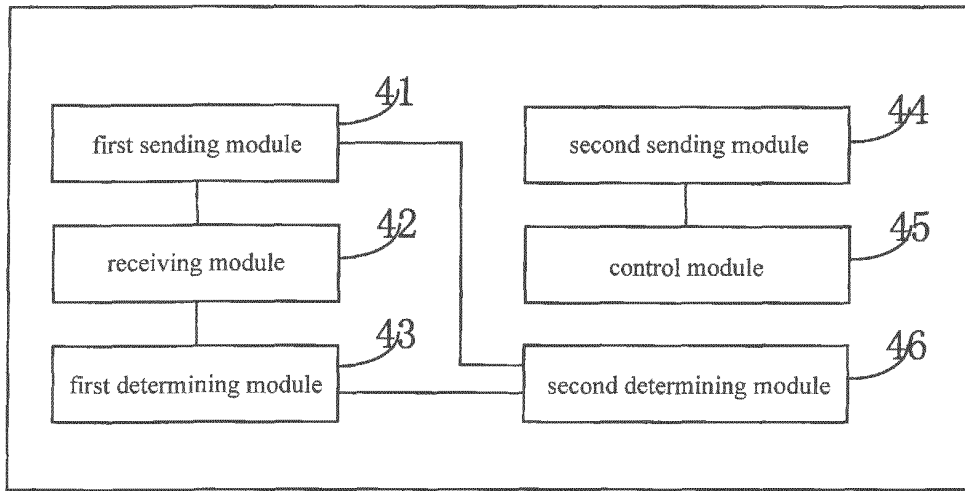 41
first sending module
42
receiving module
43
first determining module
44
second sending module
45
control module
46
second determining module